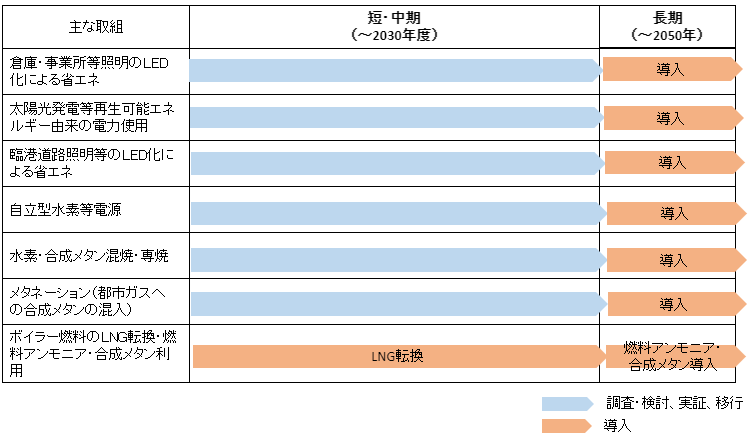 主な取組
短・中期
（～2030年度）
長期
（～2050年）
倉庫・事業所等照明のLED
化による省エネ
導入
太陽光発電等再生可能エネ
ルギー由来の電力使用
導入
臨港道路照明等のLED化に
よる省エネ
導入
自立型水素等電源
導入
水素・合成メタン混焼・専焼
導入
メタネーション（都市ガスへ
の合成メタンの混入）
導入
ボイラー燃料のLNG転換・燃
料アンモニア・合成メタン利
用
LNG転換
燃料アンモニア・
合成メタン導入
調査・検討、実証、移行
導入